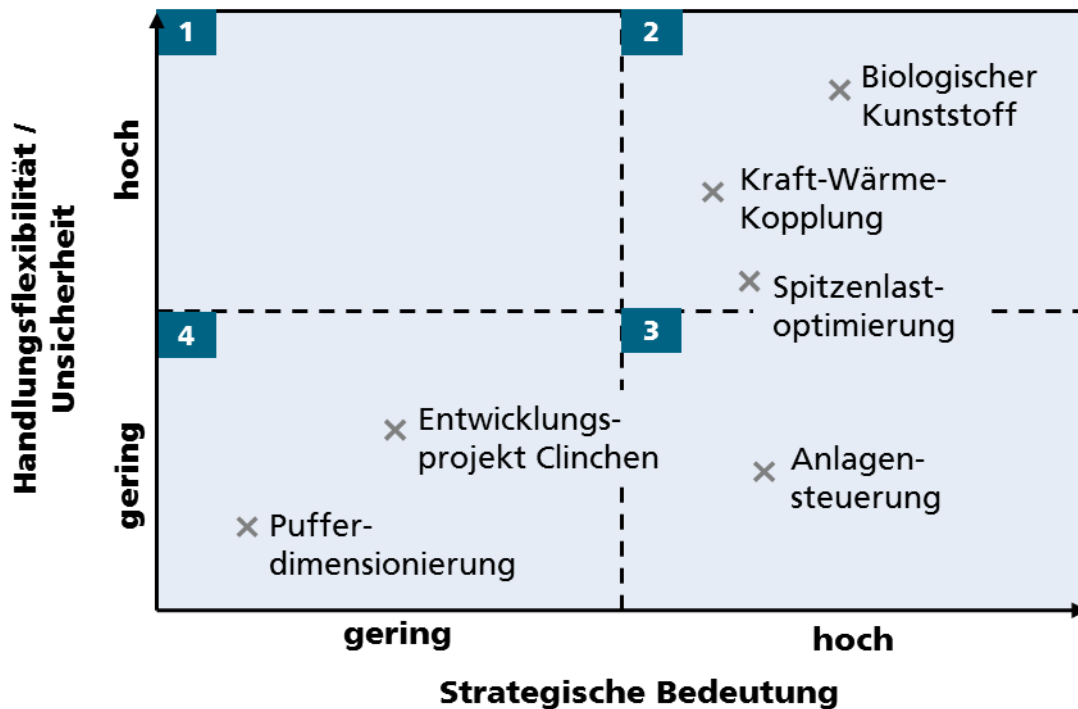 1
2
Biologischer
Kunststoff
Handlungsflexibilität /
Unsicherheit
hoch
Kraft-Wärme-
Kopplung
Spitzenlast-
optimierung
4
3
gering
Entwicklungs-
projekt Clinchen
Anlagen-
steuerung
Puffer-
dimensionierung
gering
hoch
Strategische Bedeutung